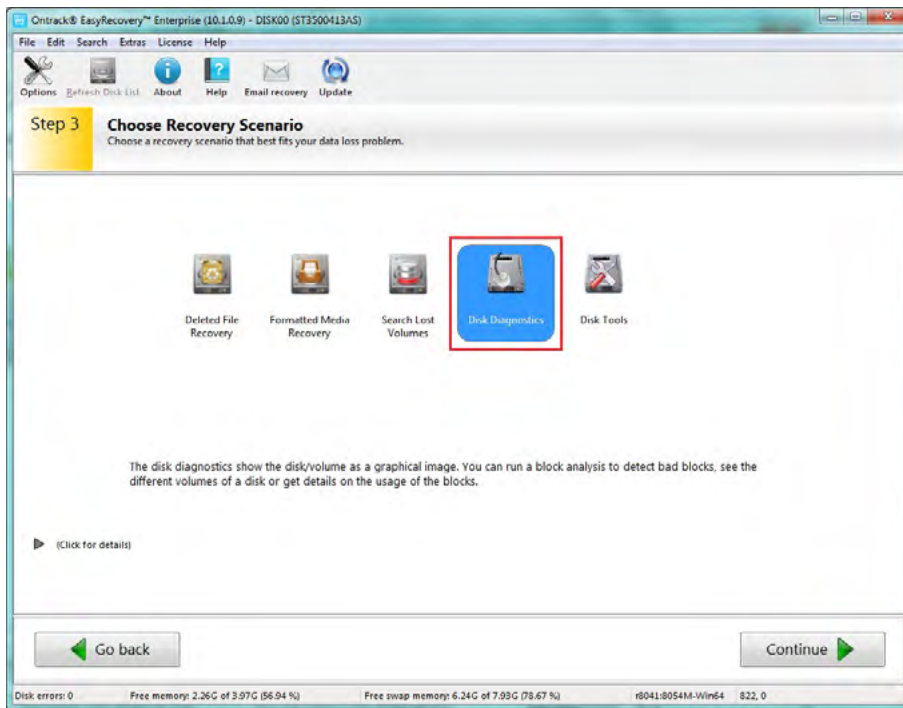 Ontrack® EasyRecovery™ Enterprise (10.1.0.9) - DISK00 (ST3500413AS)
File Edit Search Extras License Help
Options Refresh Disk List About Help Email recovery Update
Step 3
Choose Recovery Scenario
Choose a recovery scenario that best fits your data loss problem.
Deleted File Recovery
Formatted Media Recovery
Search Lost Volumes
Disk Diagnostics
Disk Tools
The disk diagnostics show the disk/volume as a graphical image. You can run a block analysis to detect bad blocks, see the
different volumes of a disk or get details on the usage of the blocks.
(Click for details)
Go back
Continue
Disk errors: 0 Free memory: 2.26G of 3.97G (56.94 %) Free swap memory: 6.24G of 7.93G (78.67 %) r8041:8054M-Win64 822, 0